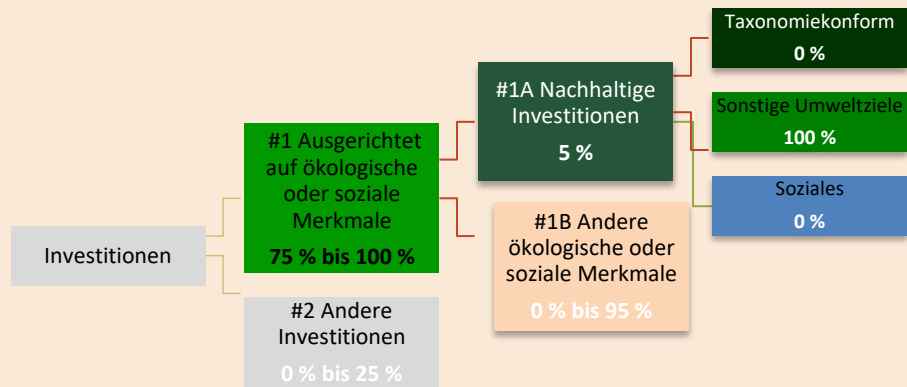 Investitionen
#1 Ausgerichtet
auf ökologische
oder soziale
Merkmale
75 % bis 100 %
#2 Andere
Investitionen
0 % bis 25 %
#1A Nachhaltige
Investitionen
5 %
#1B Andere
ökologische oder
soziale Merkmale
0 % bis 95 %
Taxonomiekonform
0 %
Sonstige Umweltziele
100 %
Soziales
0 %